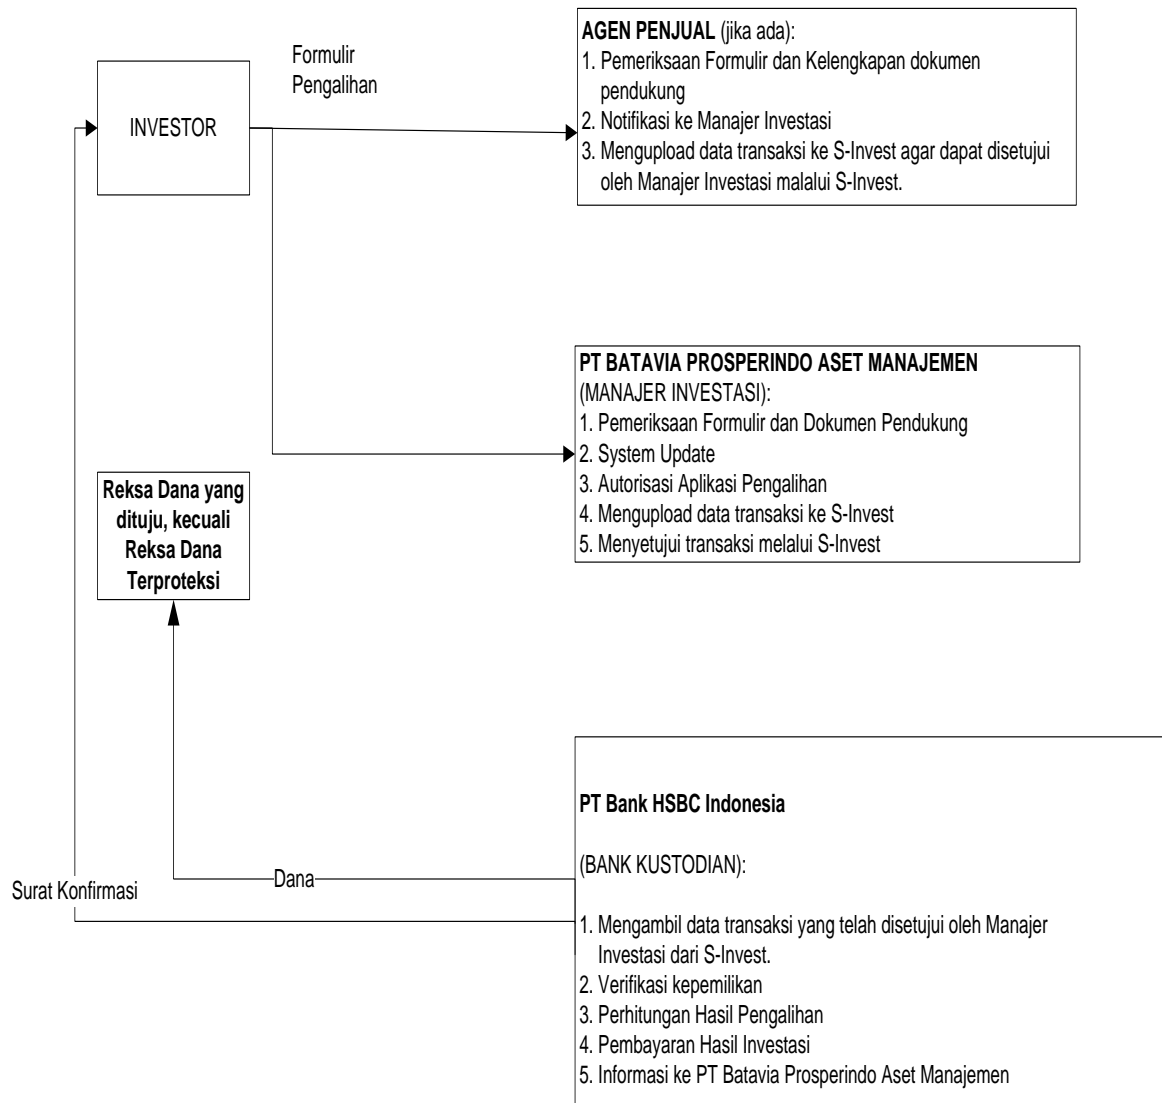 Formulir
Pengalihan
INVESTOR
AGEN PENJUAL (jika ada):
1. Pemeriksaan Formulir dan Kelengkapan dokumen
pendukung
2. Notifikasi ke Manajer Investasi
3. Mengupload data transaksi ke S-Invest agar dapat disetujui
oleh Manajer Investasi malalui S-Invest.
PT BATAVIA PROSPERINDO ASET MANAJEMEN
(MANAJER INVESTASI):
1. Pemeriksaan Formulir dan Dokumen Pendukung
2. System Update
3. Autorisasi Aplikasi Pengalihan
4. Mengupload data transaksi ke S-Invest
5. Menyetujui transaksi melalui S-Invest
Reksa Dana yang
dituju, kecuali
Reksa Dana
Terproteksi
Surat Konfirmasi
Dana
PT Bank HSBC Indonesia
(BANK KUSTODIAN):
1. Mengambil data transaksi yang telah disetujui oleh Manajer
Investasi dari S-Invest.
2. Verifikasi kepemilikan
3. Perhitungan Hasil Pengalihan
4. Pembayaran Hasil Investasi
5. Informasi ke PT Batavia Prosperindo Aset Manajemen